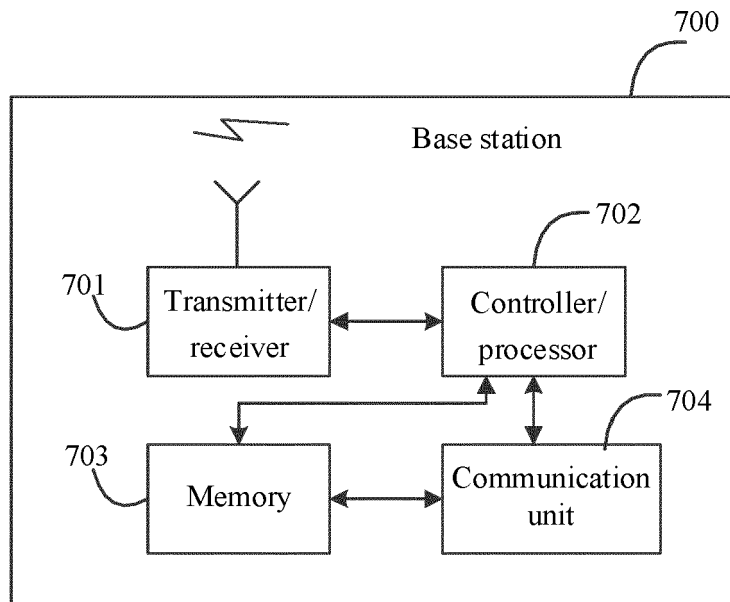 700
Base station
702
701
Transmitter/
receiver
Controller/
processor
704
703
Memory
Communication
unit